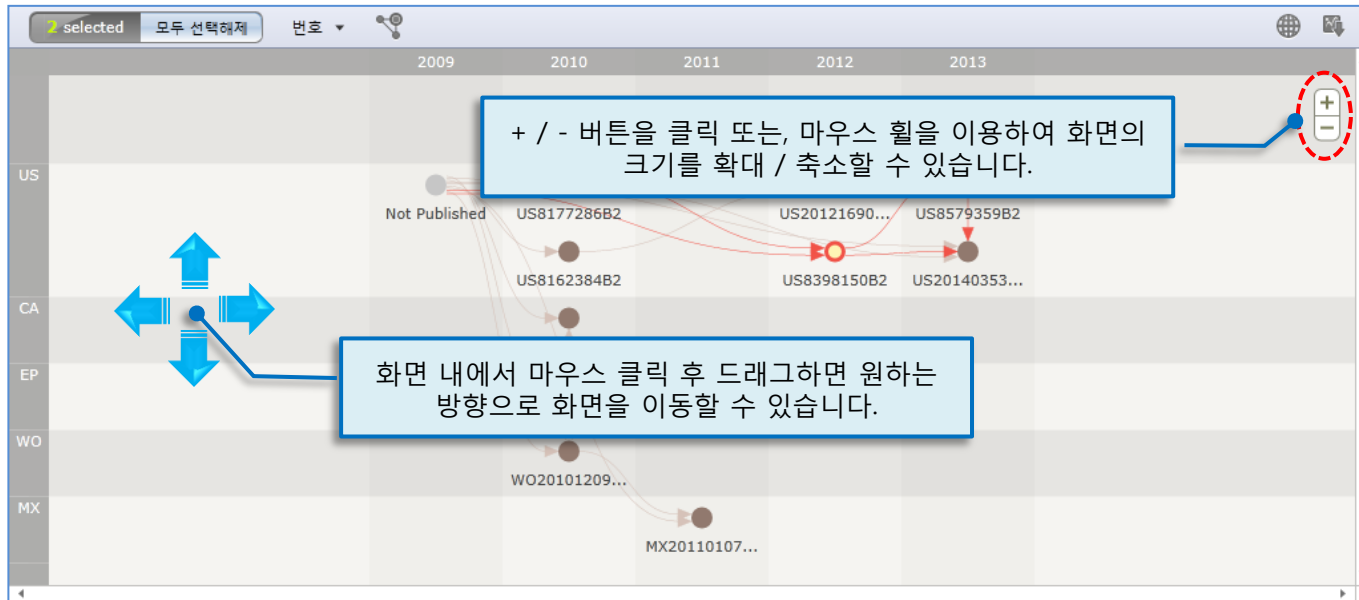 2 selected 모두 선택해제 번호
2009 2010 2011 2012 2013
+ / - 버튼을 클릭 또는, 마우스 휠을 이용하여 화면의
크기를 확대 / 축소할 수 있습니다.
+
−
US
Not Published US8177286B2 US20121690... US8579359B2
US8162384B2 US8398150B2 US20140353...
CA
화면 내에서 마우스 클릭 후 드래그하면 원하는
방향으로 화면을 이동할 수 있습니다.
EP
WO
WO20101209...
MX
MX20110107...